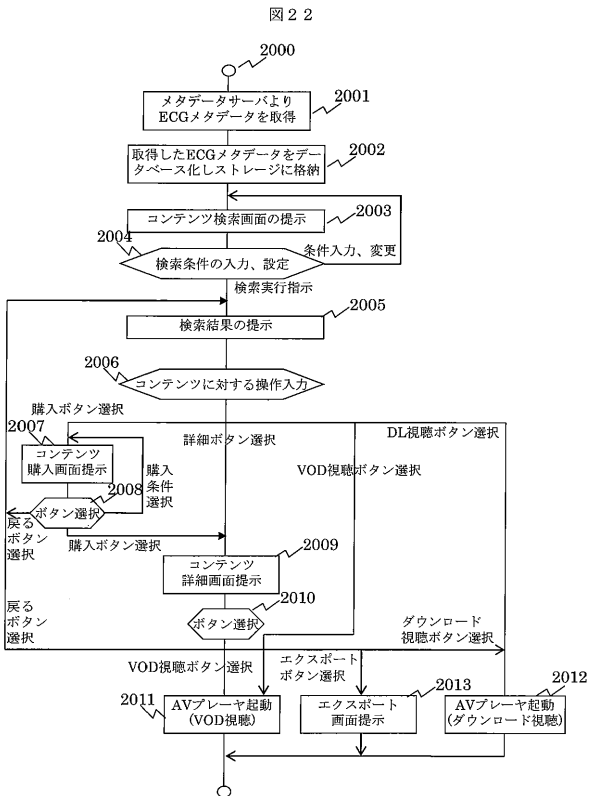 図22
2000
メタデータサーバより
ECGメタデータを取得
2001
取得したECGメタデータをデー
タベース化しストレージに格納
2002
コンテンツ検索画面の提示
2003
2004
検索条件の入力、設定
条件入力、変更
検索実行指示
検索結果の提示
2005
2006
コンテンツに対する操作入力
購入ボタン選択
詳細ボタン選択
DL視聴ボタン選択
VOD視聴ボタン選択
2007
コンテンツ
購入画面提示
購入
条件
選択
2008
ボタン選択
戻る
ボタン
選択
購入ボタン選択
2009
コンテンツ
詳細画面提示
2010
ボタン選択
戻る
ボタン
選択
ダウンロード
視聴ボタン選択
VOD視聴ボタン選択
エクスポート
ボタン選択
2011
AVプレーヤ起動
(VOD視聴)
2013
エクスポート
画面提示
2012
AVプレーヤ起動
(ダウンロード視聴)